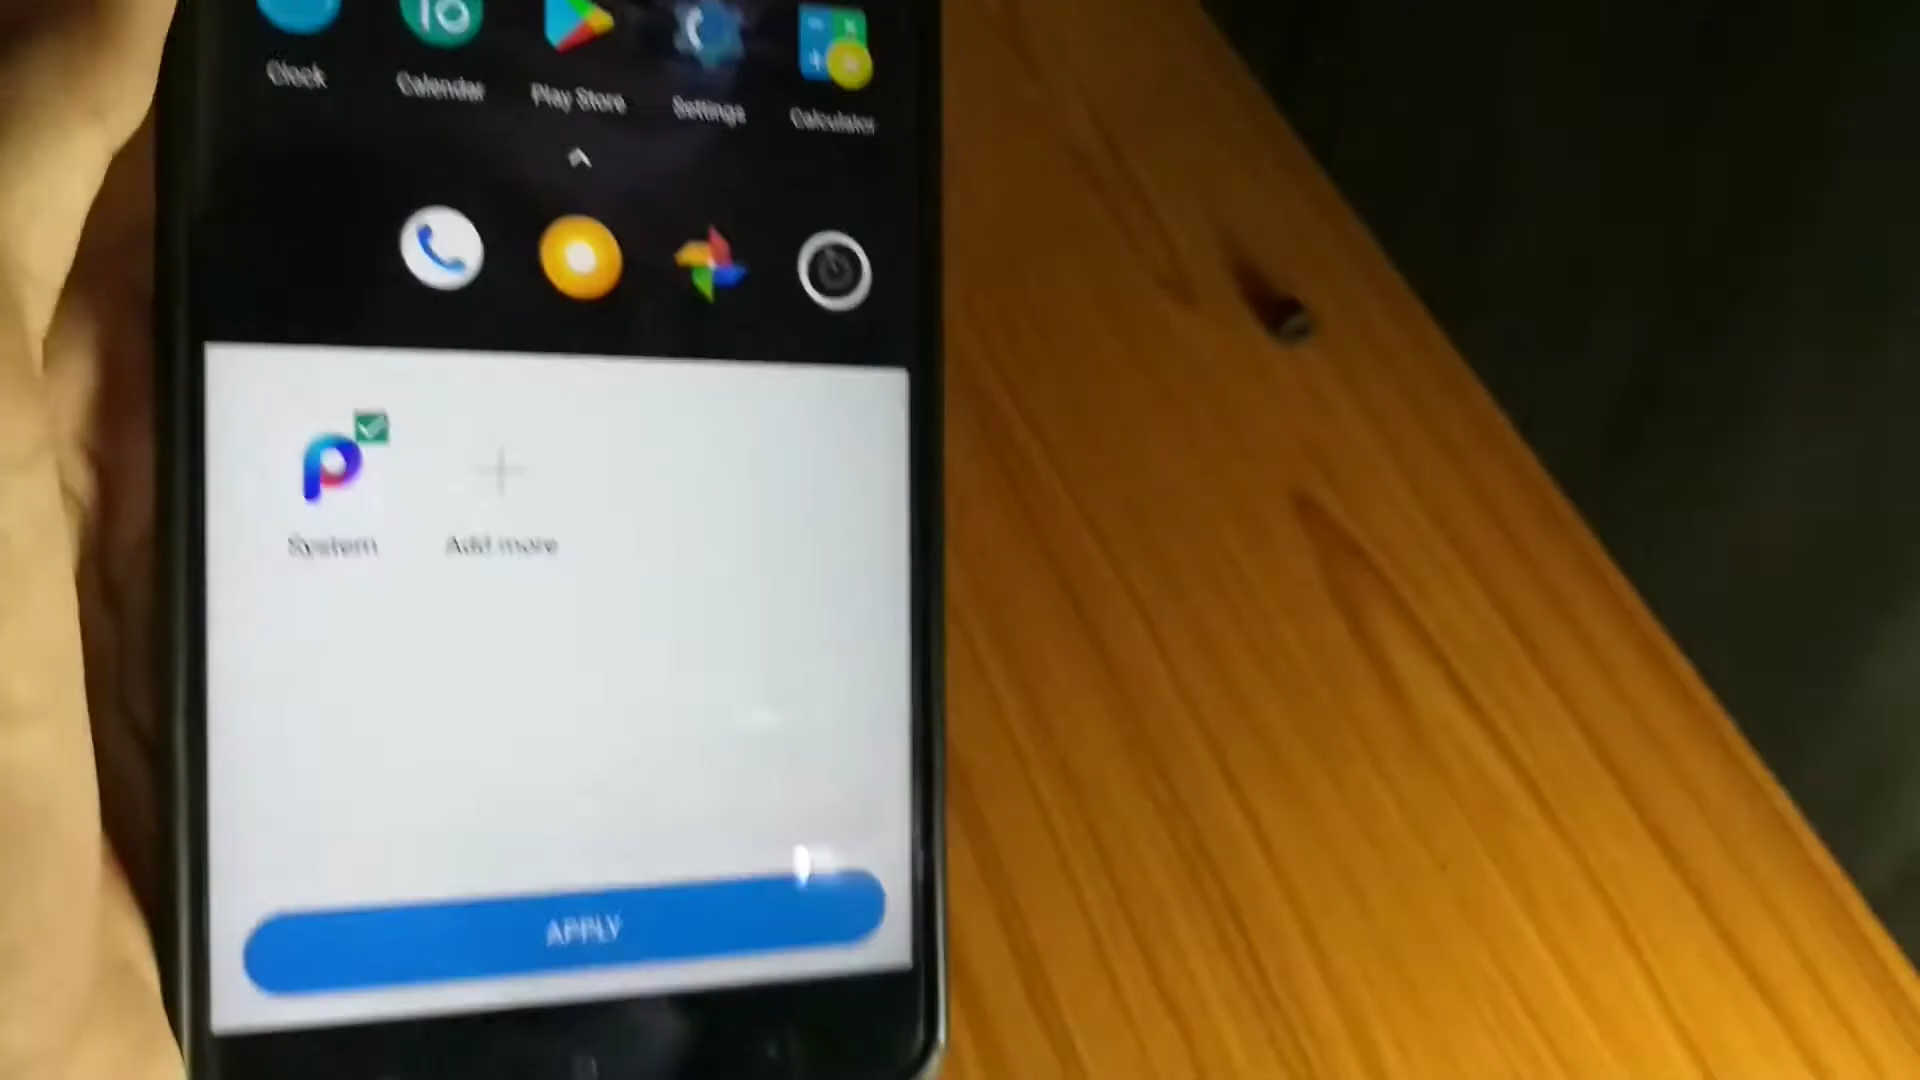 Clock
Calendar
Play Store
Settings
Calculator
System
Add more
APPLY